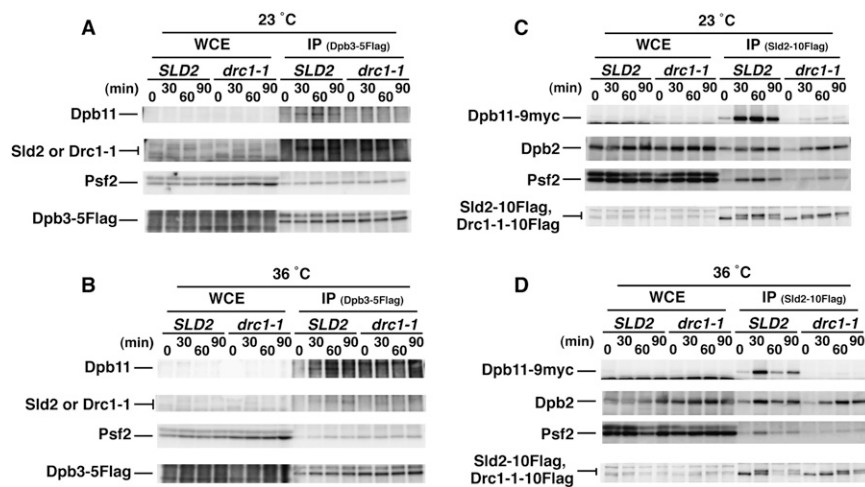 A
23 °C
WCE
IP (Dpb3-5Flag)
SLD2
drc1-1
SLD2
drc1-1
(min)
0 30 60 90 0 30 60 90 0 30 60 90 0 30 60 90
Dpb11
Sld2 or Drc1-1
Psf2
Dpb3-5Flag
B
36 °C
WCE
IP (Dpb3-5Flag)
SLD2
drc1-1
SLD2
drc1-1
(min)
0 30 60 90 0 30 60 90 0 30 60 90 0 30 60 90
Dpb11
Sld2 or Drc1-1
Psf2
Dpb3-5Flag
C
23 °C
WCE
IP (Sld2-10Flag)
SLD2
drc1-1
SLD2
drc1-1
(min)
0 30 60 90 0 30 60 90 0 30 60 90 0 30 60 90
Dpb11-9myc
Dpb2
Psf2
Sld2-10Flag,
Drc1-1-10Flag
D
36 °C
WCE
IP (Sld2-10Flag)
SLD2
drc1-1
SLD2
drc1-1
(min)
0 30 60 90 0 30 60 90 0 30 60 90 0 30 60 90
Dpb11-9myc
Dpb2
Psf2
Sld2-10Flag,
Drc1-1-10Flag